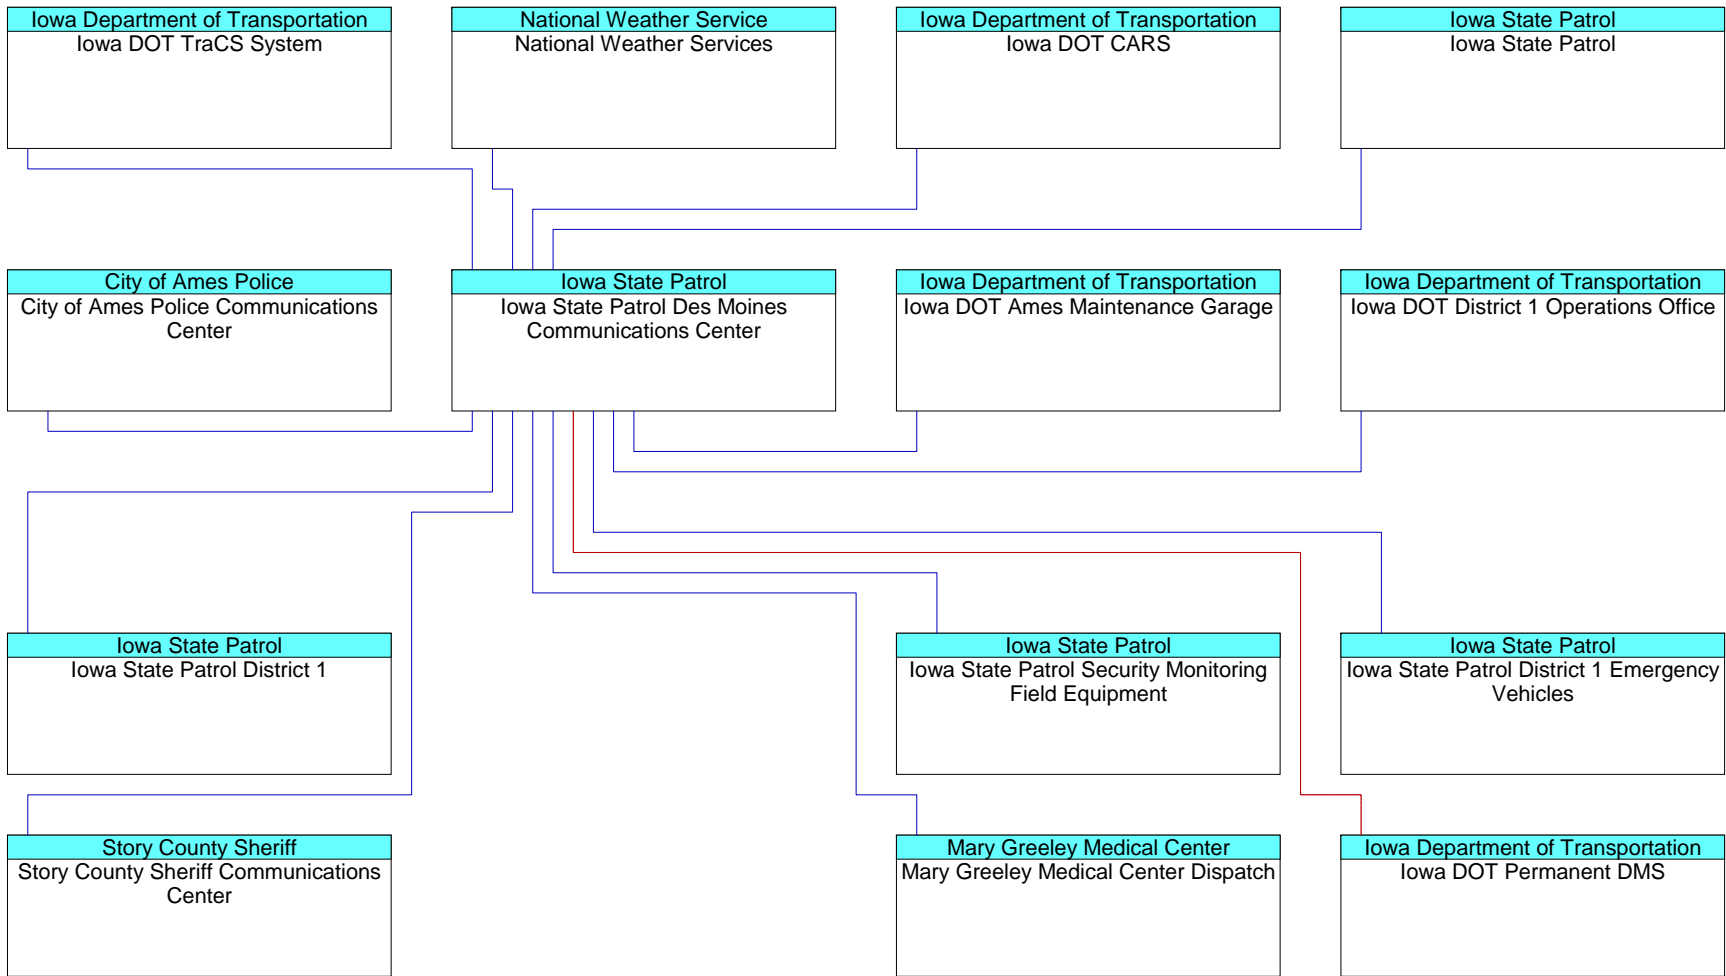 Iowa Department of Transportation
Iowa DOT TraCS System
National Weather Service
National Weather Services
Iowa Department of Transportation
Iowa DOT CARS
Iowa State Patrol
Iowa State Patrol
City of Ames Police
City of Ames Police Communications
Center
Iowa State Patrol
Iowa State Patrol Des Moines
Communications Center
Iowa Department of Transportation
Iowa DOT Ames Maintenance Garage
Iowa Department of Transportation
Iowa DOT District 1 Operations Office
Iowa State Patrol
Iowa State Patrol District 1
Iowa State Patrol
Iowa State Patrol Security Monitoring
Field Equipment
Iowa State Patrol
Iowa State Patrol District 1 Emergency
Vehicles
Story County Sheriff
Story County Sheriff Communications
Center
Mary Greeley Medical Center
Mary Greeley Medical Center Dispatch
Iowa Department of Transportation
Iowa DOT Permanent DMS